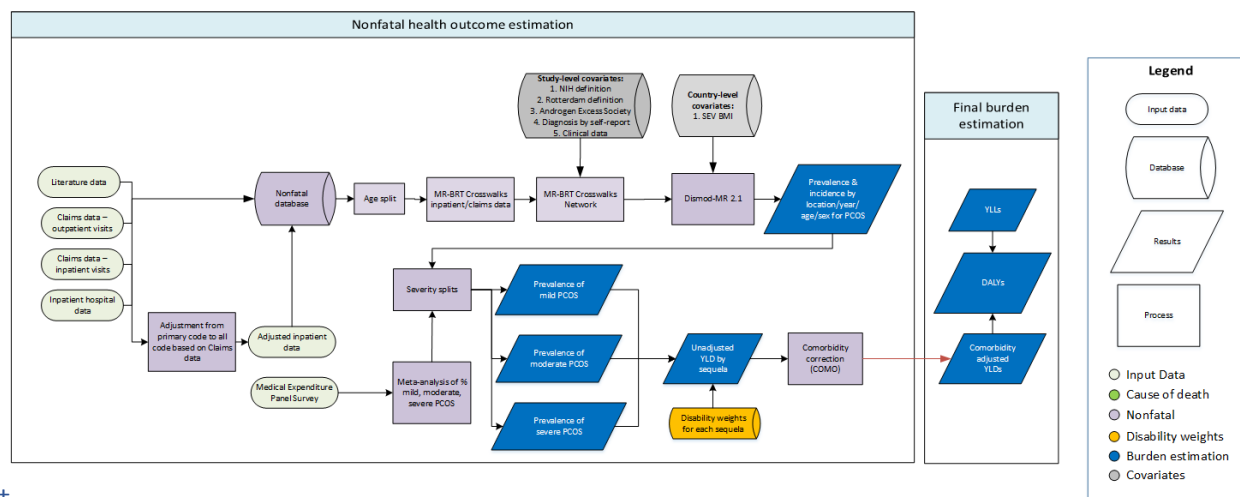 Nonfatal health outcome estimation
Study-level covariates:
1. NIH definition
2. Rotterdam definition
3. Androgen Excess Society
4. Diagnosis by self-report
5. Clinical data
Country-level
covariates:
1. SEV BMI
Literature data
Claims data –
outpatient visits
Claims data –
inpatient visits
Inpatient hospital
data
Nonfatal
database
Age split
MR-BRT Crosswalks
inpatient/claims data
MR-BRT Crosswalks
Network
Dismod-MR 2.1
Prevalence &
incidence by
location/year/
age/sex for PCOS
Adjustment from
primary code to all
code based on Claims
data
Adjusted inpatient
data
Medical Expenditure
Panel Survey
Meta-analysis of %
mild, moderate,
severe PCOS
Severity splits
Prevalence of
mild PCOS
Prevalence of
moderate PCOS
Prevalence of
severe PCOS
Unadjusted
YLD by
sequela
Disability weights
for each sequela
Comorbidity
correction
(COMO)
Final burden
estimation
YLLs
DALYs
Comorbidity
adjusted
YLDs
Legend
Input data
Database
Results
Process
Input Data
Cause of death
Nonfatal
Disability weights
Burden estimation
Covariates